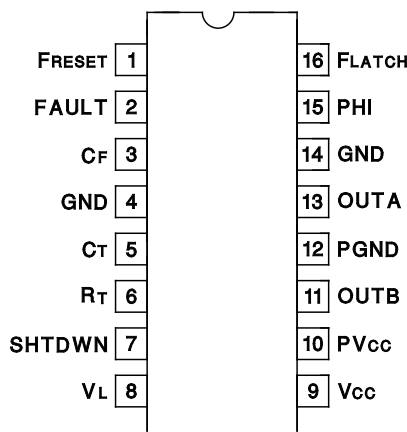 FRESET 1 16 FLATCH
FAULT 2 15 PHI
CF 3 14 GND
GND 4 13 OUTA
CT 5 12 PGND
RT 6 11 OUTB
SHTDWN 7 10 PVCC
VL 8 9 VCC